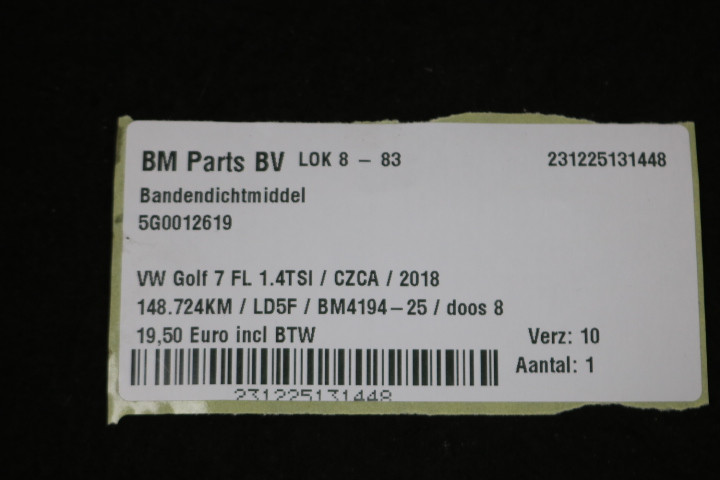 BM Parts BV LOK 8 – 83 231225131448
Bandendichtmiddel
5G0012619
VW Golf 7 FL 1.4TSI / CZCA / 2018
148.724KM / LD5F / BM4194–25 / doos 8
19,50 Euro incl BTW Verz: 10
Aantal: 1
231225131448